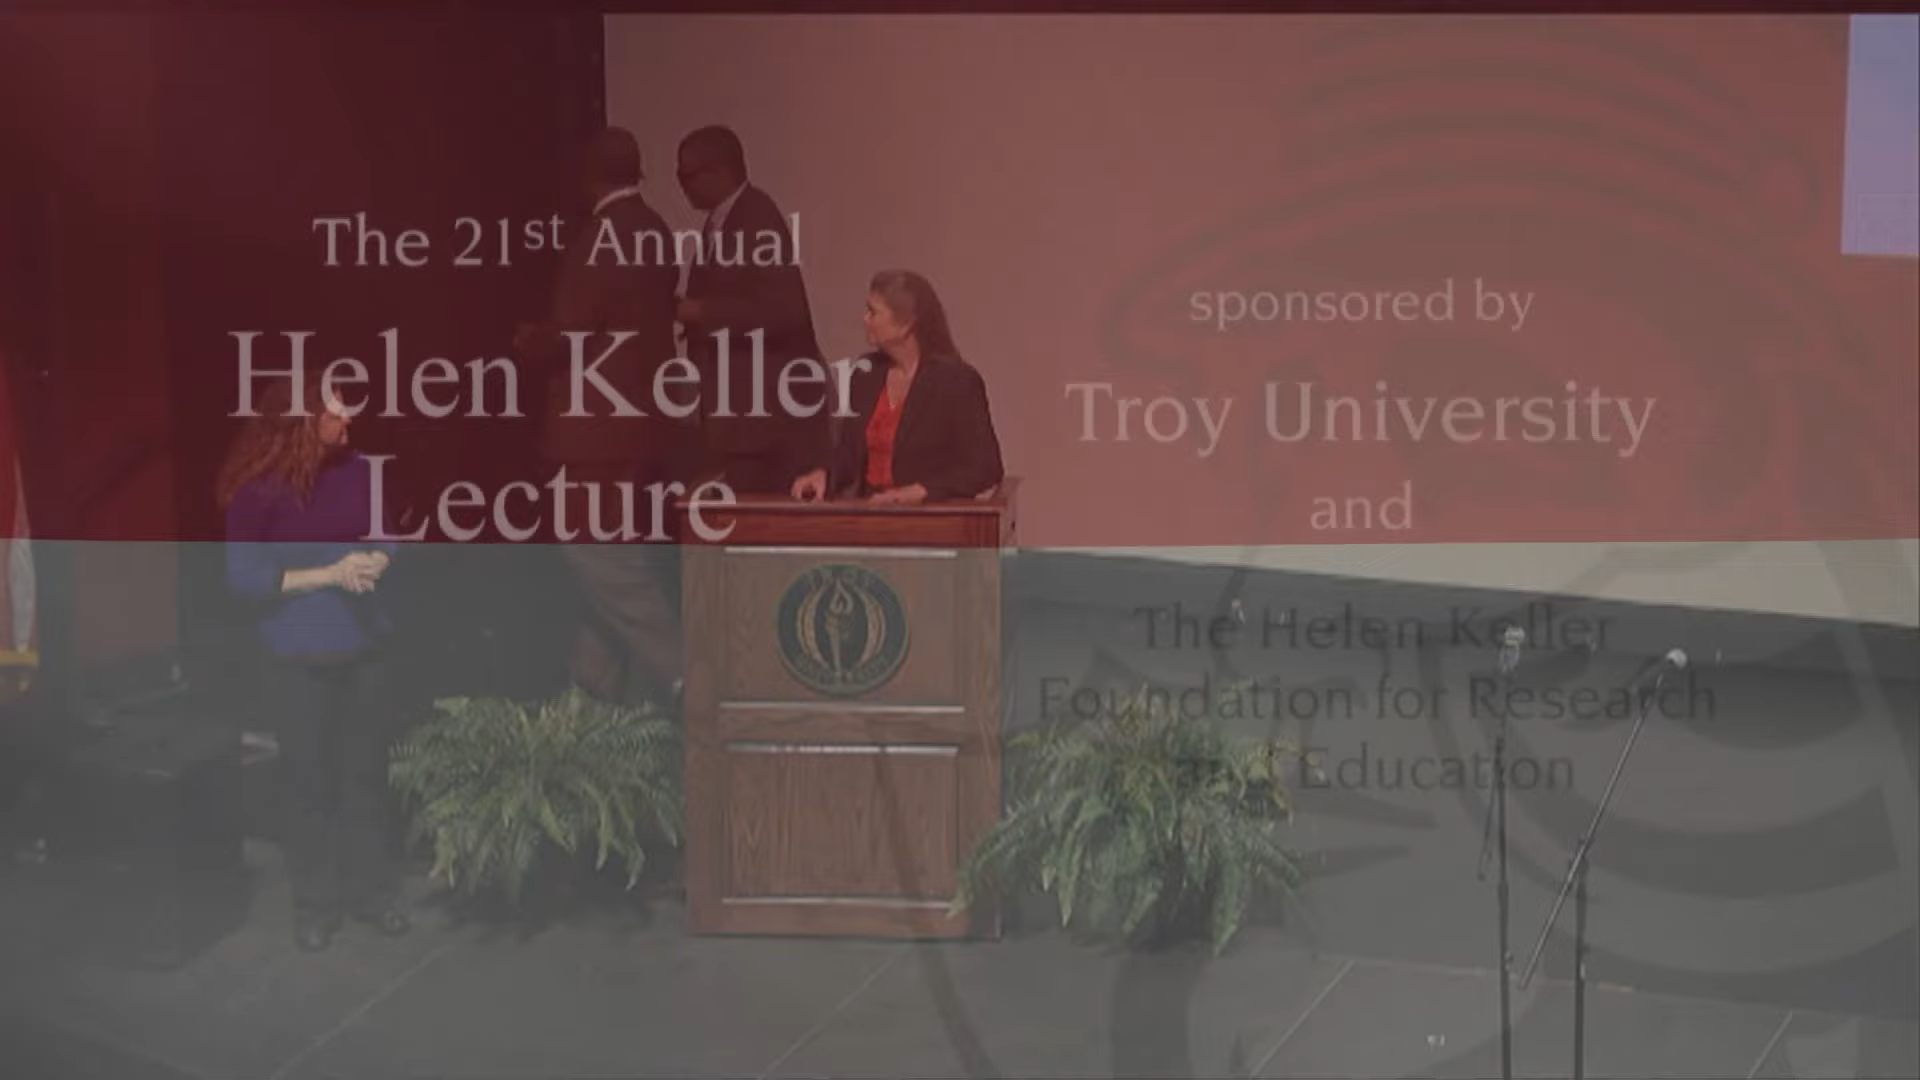 The 21st Annual
Helen Keller
Lecture
sponsored by
Troy University
and
The Helen Keller
Foundation for Research
and Education